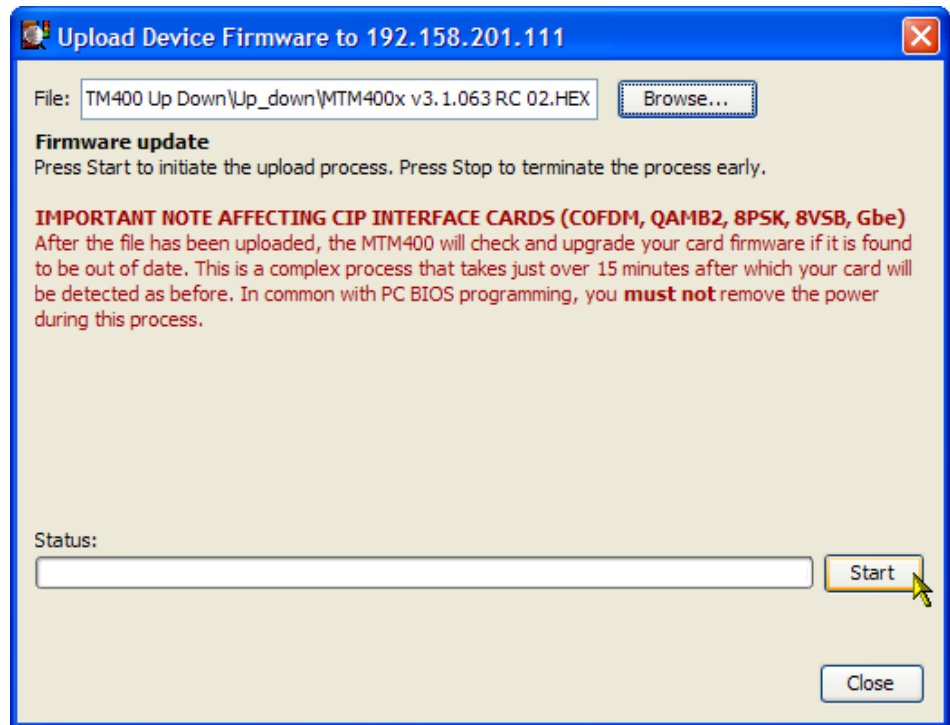 Upload Device Firmware to 192.158.201.111
File: TM400 Up Down\Up_down\MTM400x v3.1.063 RC 02.HEX Browse...
Firmware update
Press Start to initiate the upload process. Press Stop to terminate the process early.
IMPORTANT NOTE AFFECTING CIP INTERFACE CARDS (COFDM, QAMB2, 8PSK, 8VSB, Gbe)
After the file has been uploaded, the MTM400 will check and upgrade your card firmware if it is found
to be out of date. This is a complex process that takes just over 15 minutes after which your card will
be detected as before. In common with PC BIOS programming, you must not remove the power
during this process.
Status:
Start
Close